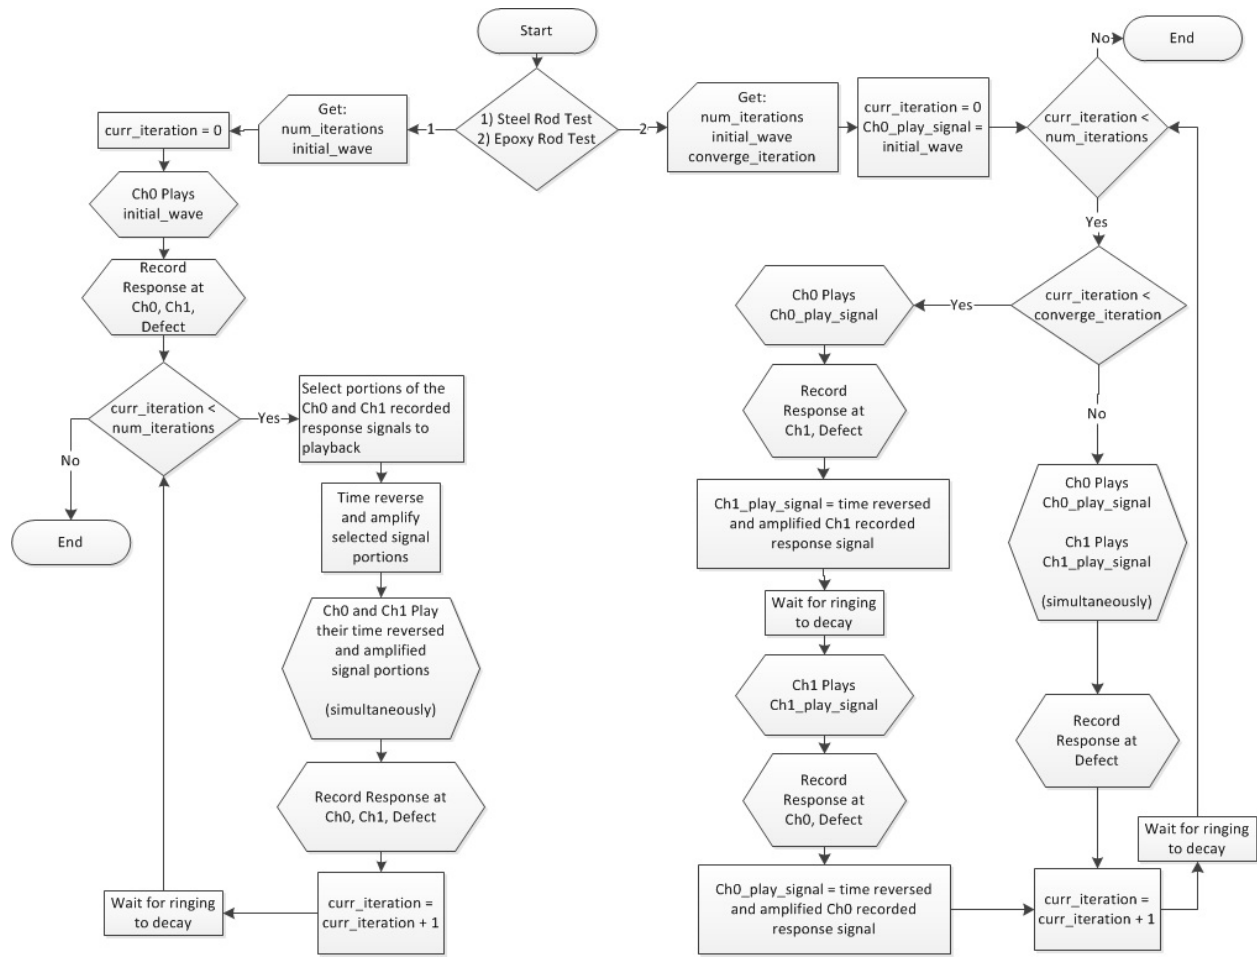 Start
1) Steel Rod Test
2) Epoxy Rod Test
1
Get:
num_iterations
initial_wave
curr_iteration = 0
Ch0 Plays
initial_wave
Record
Response at
Ch0, Ch1,
Defect
curr_iteration <
num_iterations
No
End
Yes
Select portions of the
Ch0 and Ch1 recorded
response signals to
playback
Time reverse
and amplify
selected signal
portions
Ch0 and Ch1 Play
their time reversed
and amplified
signal portions
(simultaneously)
Record Response at
Ch0, Ch1, Defect
curr_iteration =
curr_iteration + 1
Wait for ringing
to decay
2
Get:
num_iterations
initial_wave
converge_iteration
curr_iteration = 0
Ch0_play_signal =
initial_wave
curr_iteration <
num_iterations
No
End
Yes
curr_iteration <
converge_iteration
Yes
Ch0 Plays
Ch0_play_signal
Record
Response at
Ch1, Defect
Ch1_play_signal = time reversed
and amplified Ch1 recorded
response signal
Wait for ringing
to decay
Ch1 Plays
Ch1_play_signal
Record
Response at
Ch0, Defect
Ch0_play_signal = time reversed
and amplified Ch0 recorded
response signal
No
Ch0 Plays
Ch0_play_signal
Ch1 Plays
Ch1_play_signal
(simultaneously)
Record
Response at
Defect
curr_iteration =
curr_iteration + 1
Wait for ringing
to decay